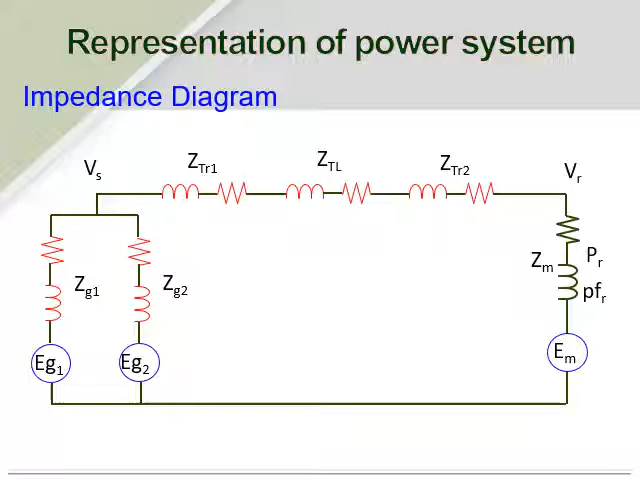 Representation of power system
Impedance Diagram
Vs ZTr1 ZTL ZTr2 Vr
Zm Pr
Zg1 Zg2 pfr
Eg1 Eg2 Em